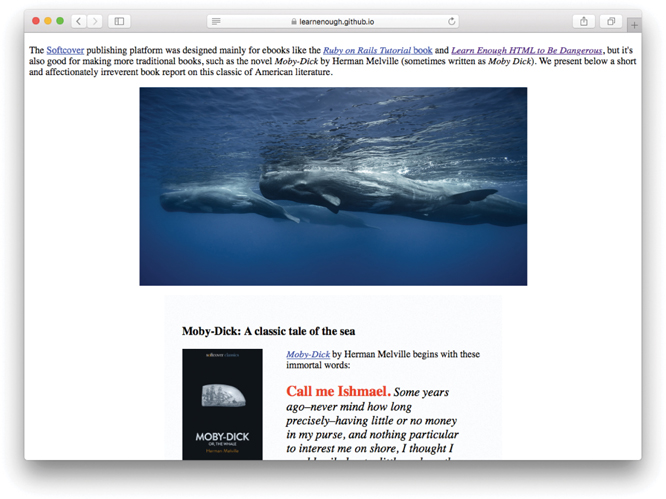 learnenough.github.io
The Softcover publishing platform was designed mainly for ebooks like the Ruby on Rails Tutorial book and Learn Enough HTML to Be Dangerous, but it's
also good for making more traditional books, such as the novel Moby-Dick by Herman Melville (sometimes written as Moby Dick). We present below a short
and affectionately irreverent book report on this classic of American literature.
Moby-Dick: A classic tale of the sea
softcover classics
MOBY-DICK
OR, THE WHALE
Herman Melville
Moby-Dick by Herman Melville begins with these
immortal words:
Call me Ishmael. Some years
ago–never mind how long
precisely–having little or no money
in my purse, and nothing particular
to interest me on shore, I thought I